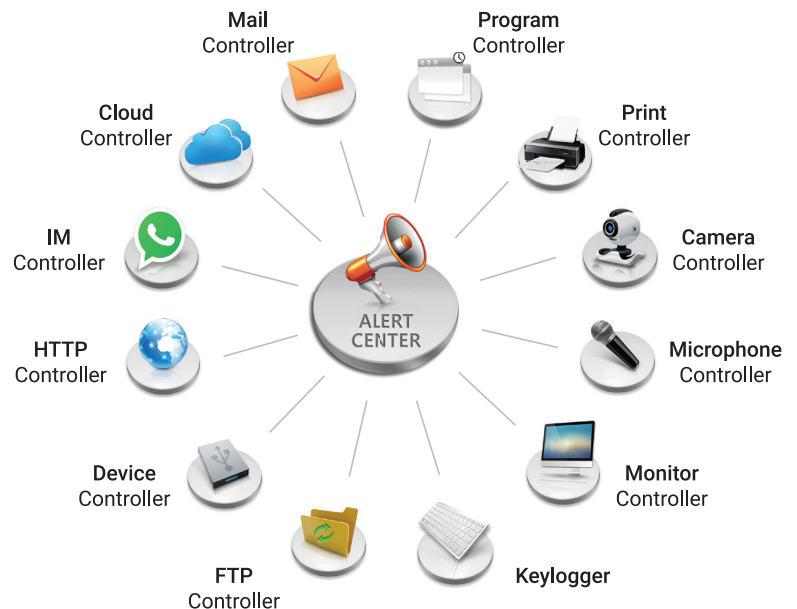 Mail
Controller
Program
Controller
Cloud
Controller
Print
Controller
IM
Controller
Camera
Controller
ALERT
CENTER
HTTP
Controller
Microphone
Controller
Device
Controller
Monitor
Controller
FTP
Controller
Keylogger